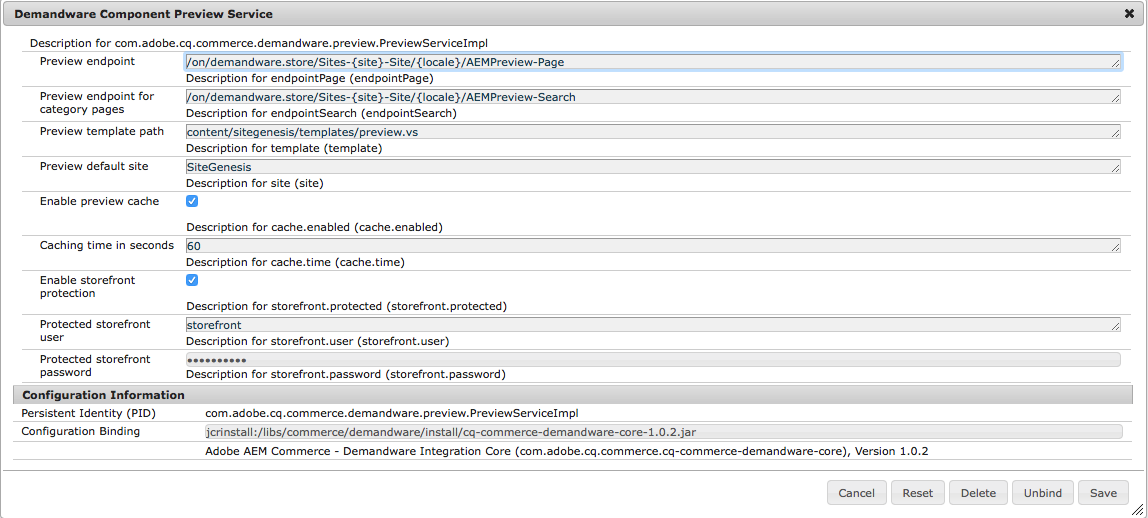 Demandware Component Preview Service
Description for com.adobe.cq.commerce.demandware.preview.PreviewServiceImpl
Preview endpoint
/on/demandware.store/Sites-{site}-Site/{locale}/AEMPreview-Page
Description for endpointPage (endpointPage)
Preview endpoint for
category pages
/on/demandware.store/Sites-{site}-Site/{locale}/AEMPreview-Search
Description for endpointSearch (endpointSearch)
Preview template path
content/sitegenesis/templates/preview.vs
Description for template (template)
Preview default site
SiteGenesis
Description for site (site)
Enable preview cache
Description for cache.enabled (cache.enabled)
Caching time in seconds
60
Description for cache.time (cache.time)
Enable storefront
protection
Description for storefront.protected (storefront.protected)
Protected storefront
user
storefront
Description for storefront.user (storefront.user)
Protected storefront
password
••••••••••
Description for storefront.password (storefront.password)
Configuration Information
Persistent Identity (PID)
com.adobe.cq.commerce.demandware.preview.PreviewServiceImpl
Configuration Binding
jcrinstall:/libs/commerce/demandware/install/cq-commerce-demandware-core-1.0.2.jar
Adobe AEM Commerce - Demandware Integration Core (com.adobe.cq.commerce.cq-commerce-demandware-core), Version 1.0.2
Cancel
Reset
Delete
Unbind
Save